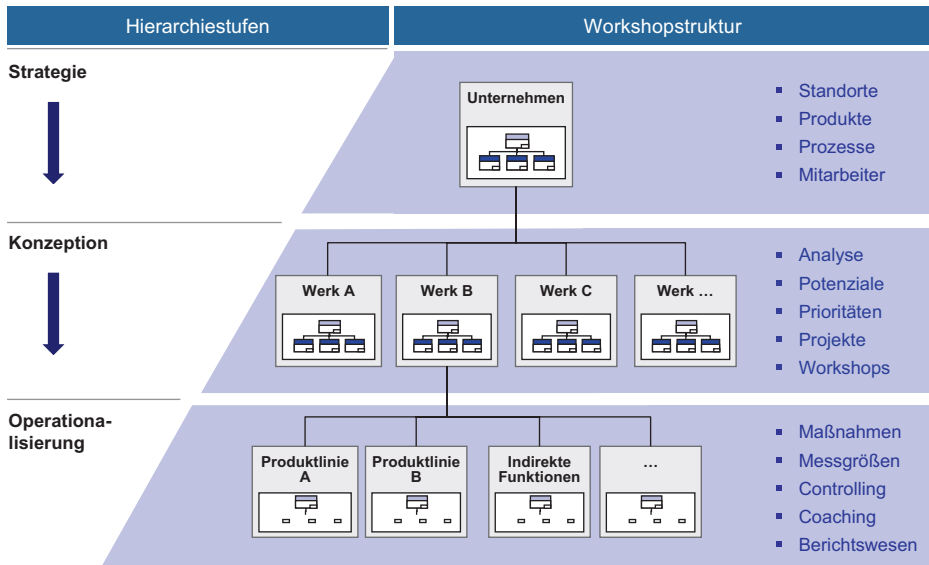 Hierarchiestufen
Workshopstruktur
Strategie
Unternehmen
▪ Standorte
▪ Produkte
▪ Prozesse
▪ Mitarbeiter
Konzeption
Werk A
Werk B
Werk C
Werk …
▪ Analyse
▪ Potenziale
▪ Prioritäten
▪ Projekte
▪ Workshops
Operationa-
lisierung
Produktlinie
A
Produktlinie
B
Indirekte
Funktionen
…
▪ Maßnahmen
▪ Messgrößen
▪ Controlling
▪ Coaching
▪ Berichtswesen